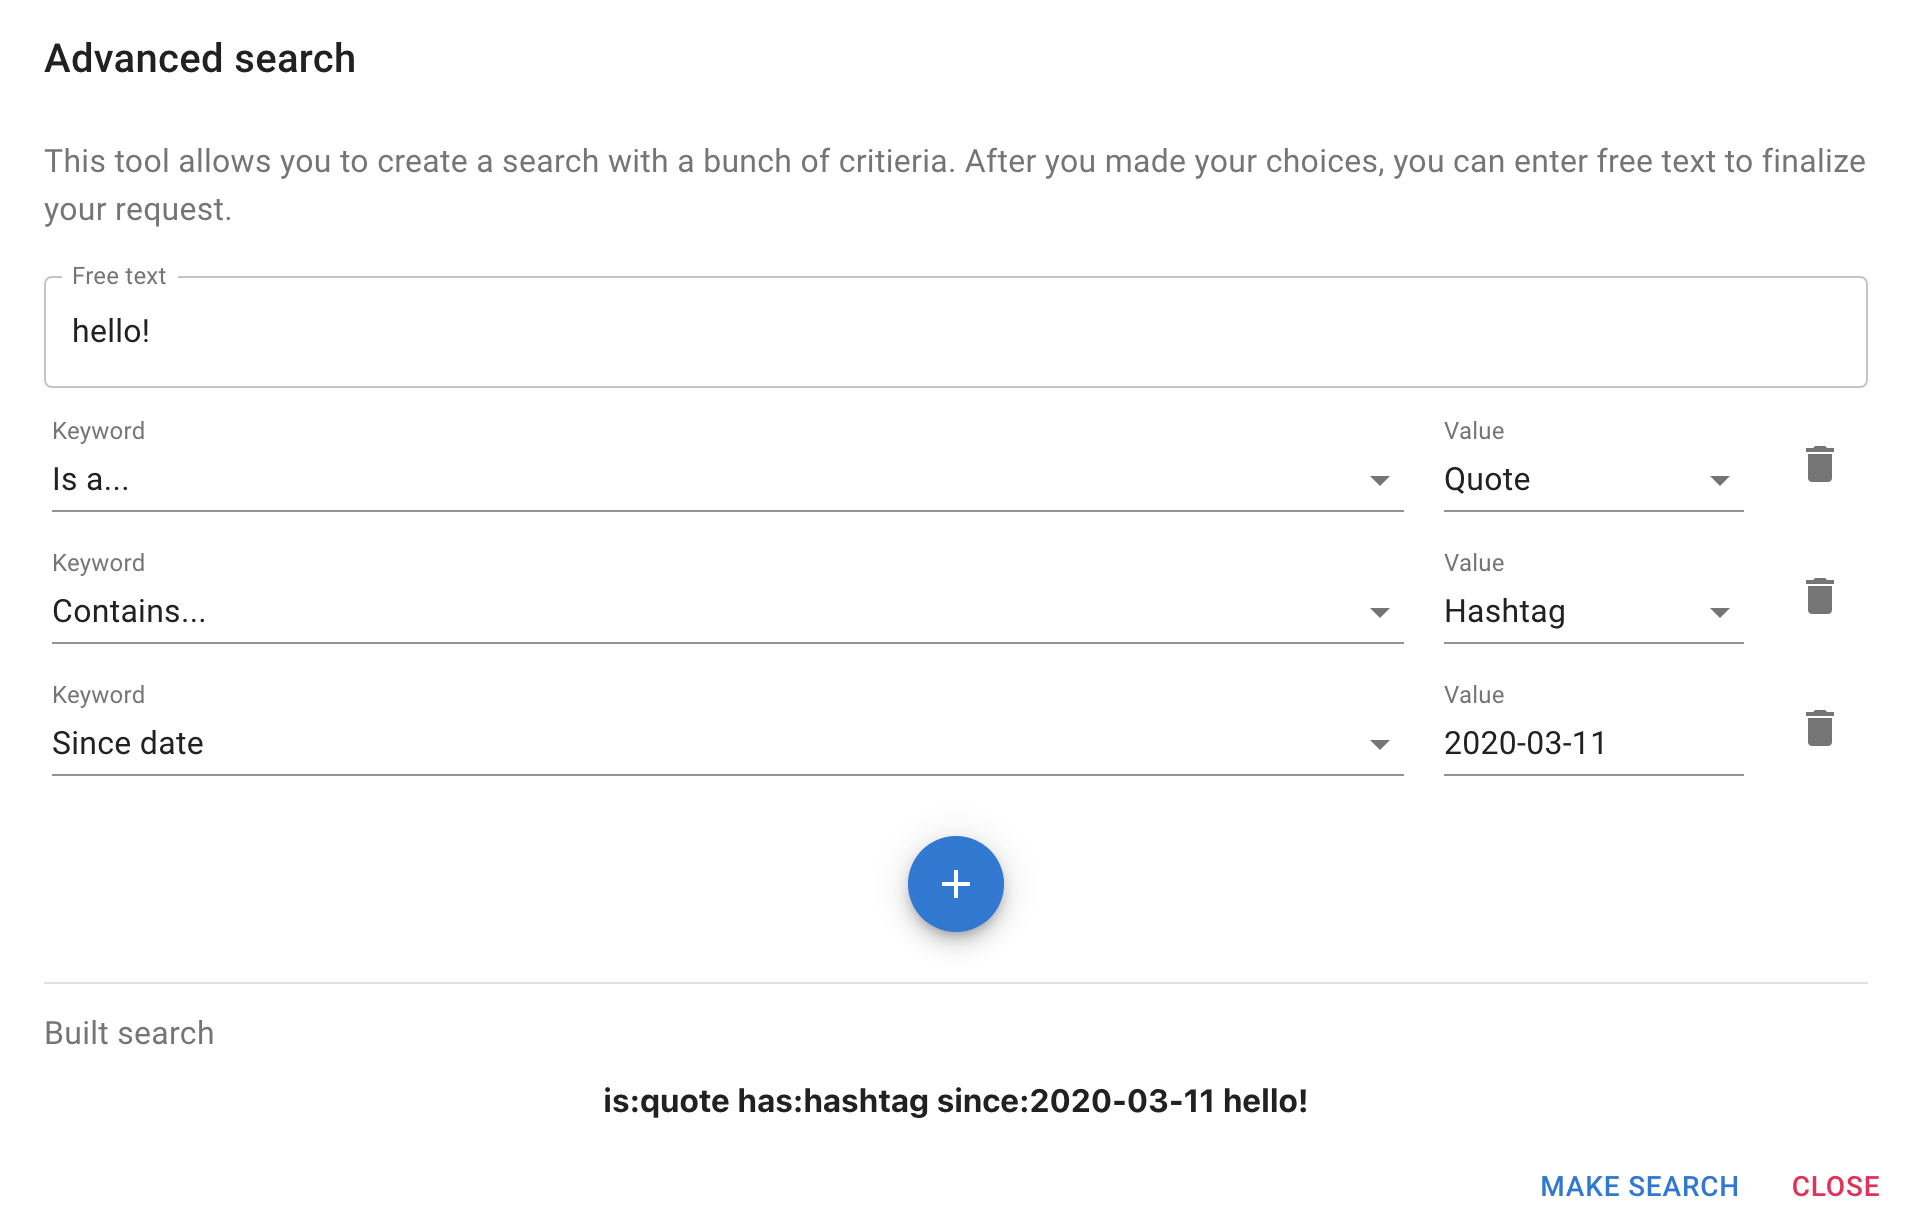 Advanced search
This tool allows you to create a search with a bunch of critieria. After you made your choices, you can enter free text to finalize
your request.
Free text
hello!
Keyword
Value
Is a...
Quote
Keyword
Value
Contains...
Hashtag
Keyword
Value
Since date
2020-03-11
Built search
is:quote has:hashtag since:2020-03-11 hello!
MAKE SEARCH
CLOSE